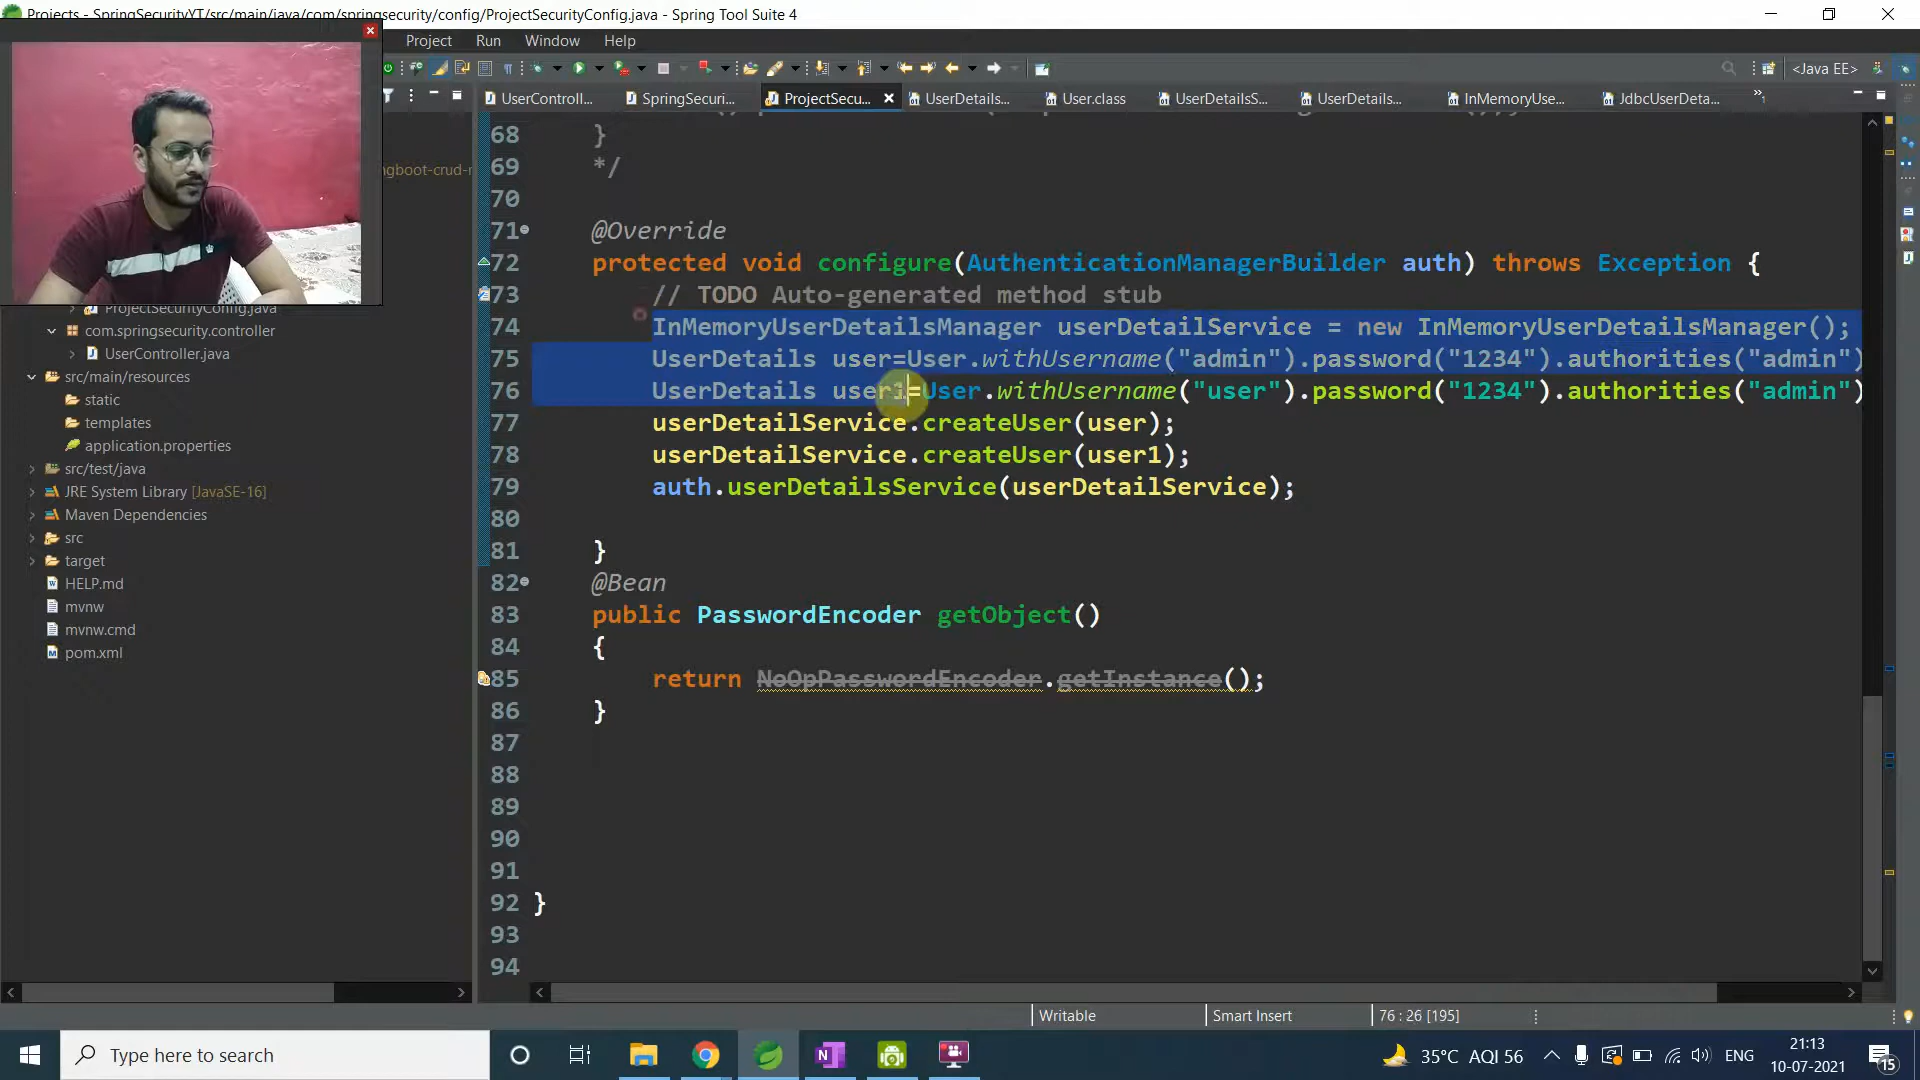 Projects - SpringSecurityYT/src/main/java/com/springsecurity/config/ProjectSecurityConfig.java - Spring Tool Suite 4
Project Run Window Help
<Java EE>
UserControll... SpringSecuri... ProjectSecu... UserDetails... User.class UserDetailsS... UserDetails... InMemoryUse... JdbcUserDeta... »1
ngboot-crud-r
ProjectSecurityConfig.java
com.springsecurity.controller
UserController.java
src/main/resources
static
templates
application.properties
src/test/java
JRE System Library [JavaSE-16]
Maven Dependencies
src
target
HELP.md
mvnw
mvnw.cmd
pom.xml
68 }
69 */
70
71 @Override
72 protected void configure(AuthenticationManagerBuilder auth) throws Exception {
73 // TODO Auto-generated method stub
74 InMemoryUserDetailsManager userDetailService = new InMemoryUserDetailsManager();
75 UserDetails user=User.withUsername("admin").password("1234").authorities("admin")
76 UserDetails user1=User.withUsername("user").password("1234").authorities("admin")
77 userDetailService.createUser(user);
78 userDetailService.createUser(user1);
79 auth.userDetailsService(userDetailService);
80
81 }
82 @Bean
83 public PasswordEncoder getObject()
84 {
85 return NoOpPasswordEncoder.getInstance();
86 }
87
88
89
90
91
92 }
93
94
Writable Smart Insert 76 : 26 [195]
Type here to search
35°C AQI 56 ENG 21:13
10-07-2021
15